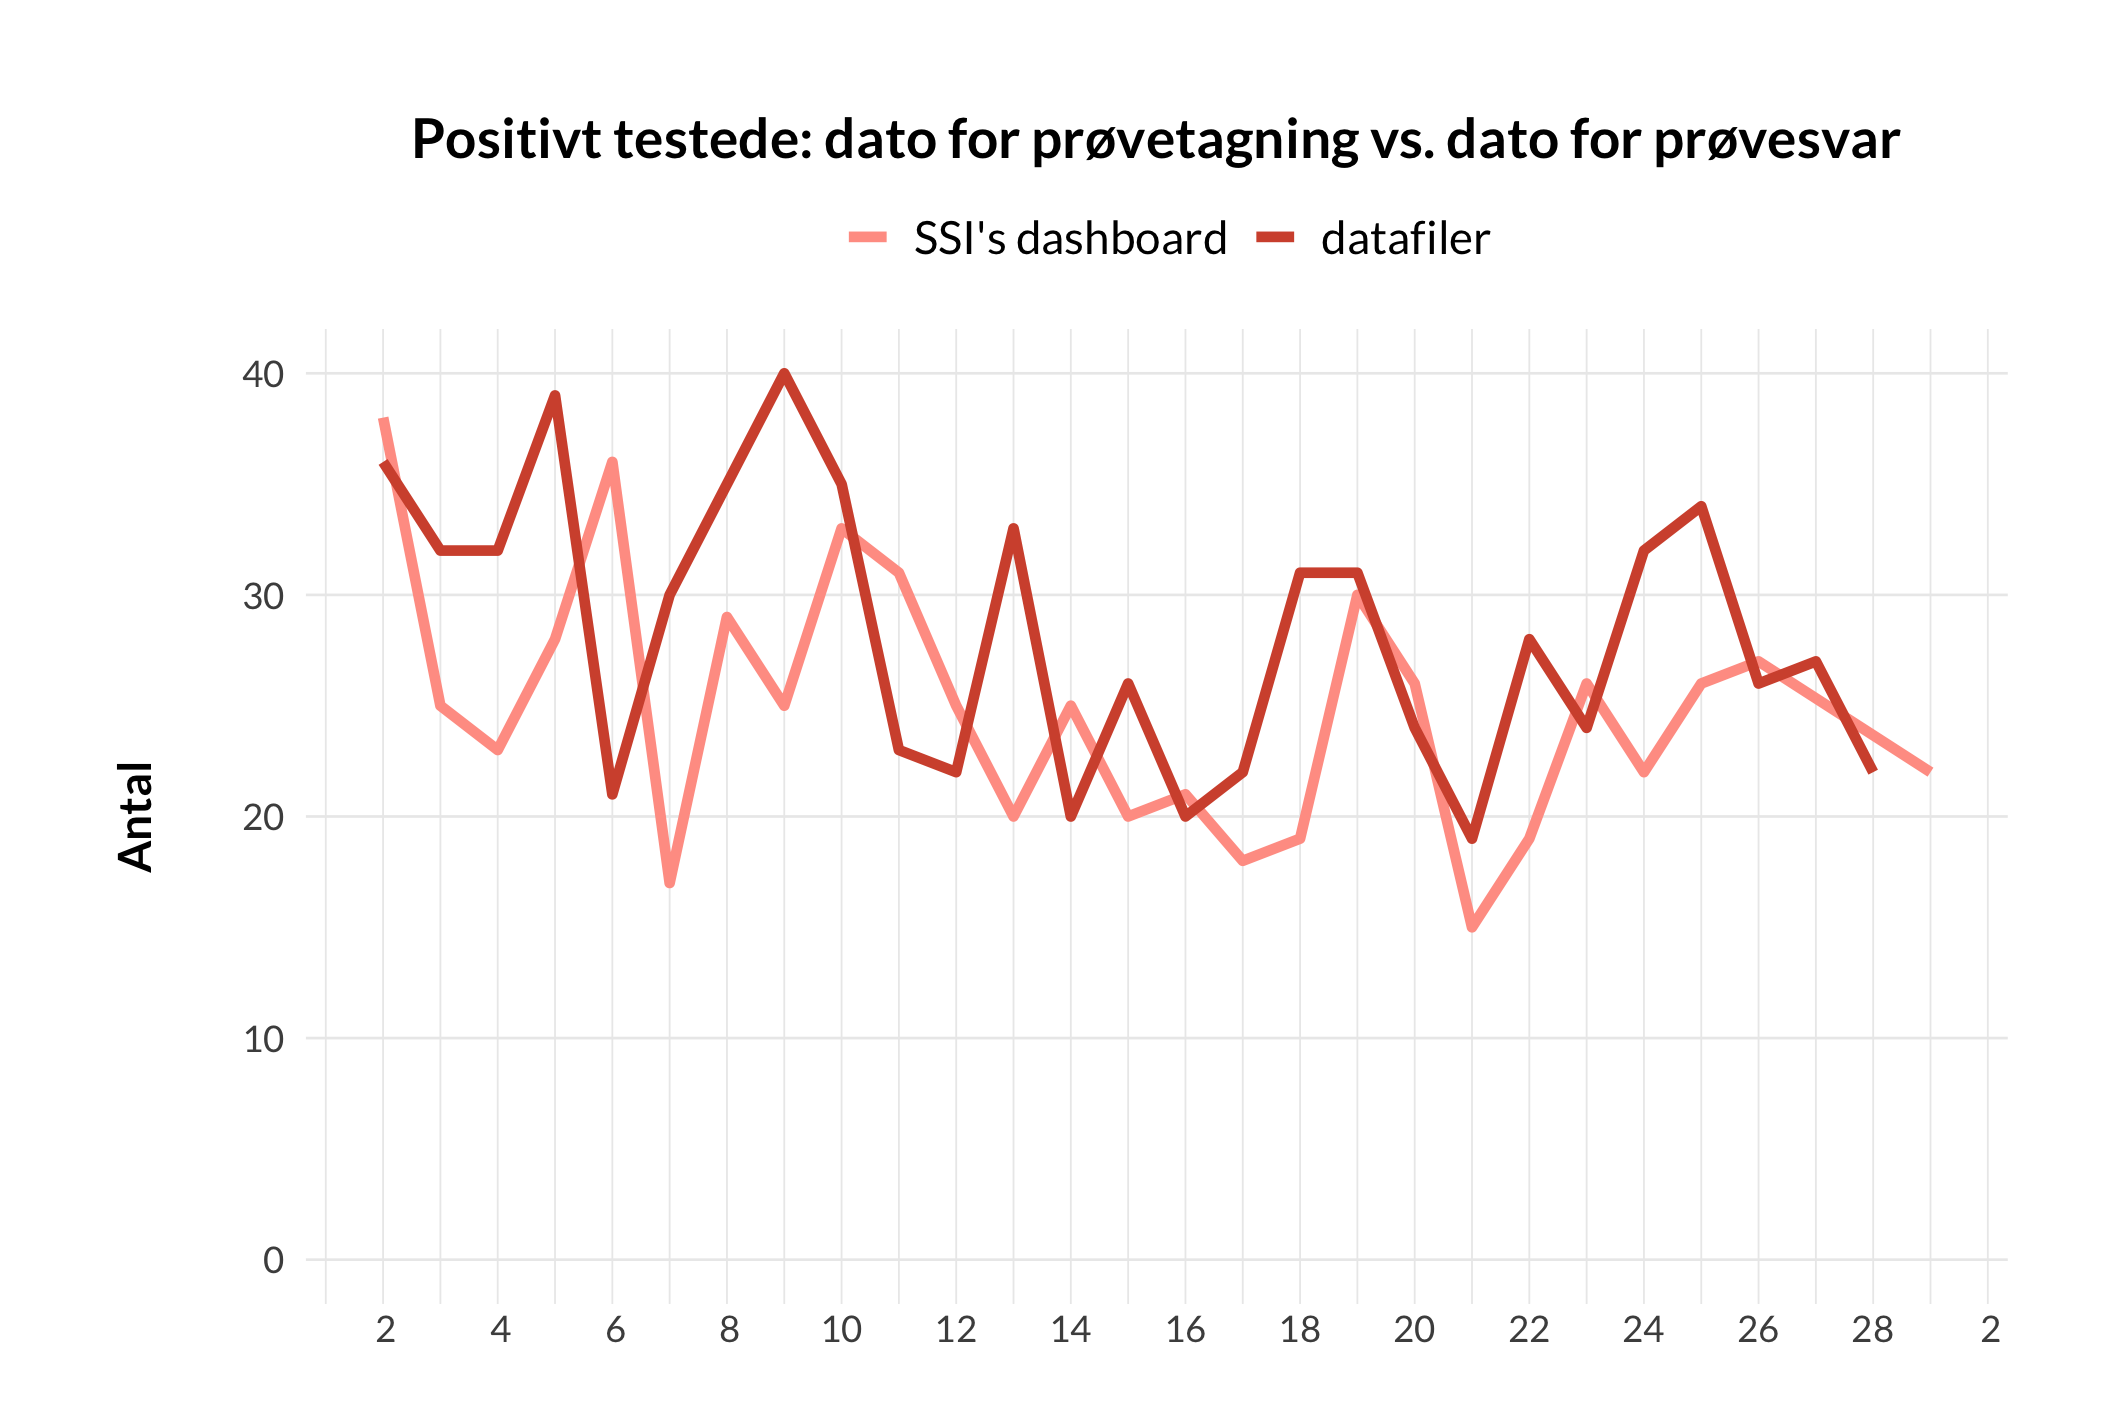 Positivt testede: dato for prøvetagning vs. dato for prøvesvar
SSI's dashboard datafiler
Antal
40
30
20
10
0
2 4 6 8 10 12 14 16 18 20 22 24 26 28 2